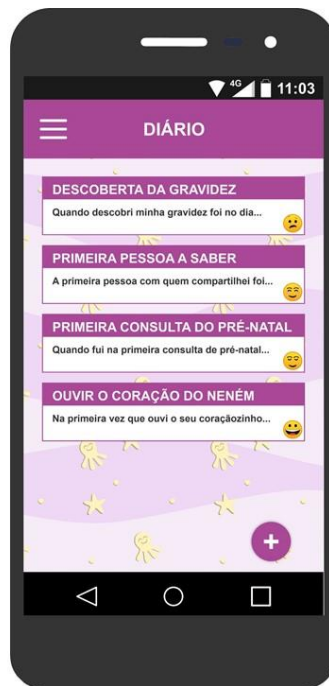 4G 11:03
DIÁRIO
DESCOBERTA DA GRAVIDEZ
Quando descobri minha gravidez foi no dia...
PRIMEIRA PESSOA A SABER
A primeira pessoa com quem compartilhei foi...
PRIMEIRA CONSULTA DO PRÉ-NATAL
Quando fui na primeira consulta de pré-natal...
OUVIR O CORAÇÃO DO NENÉM
Na primeira vez que ouvi o seu coraçãozinho...
+